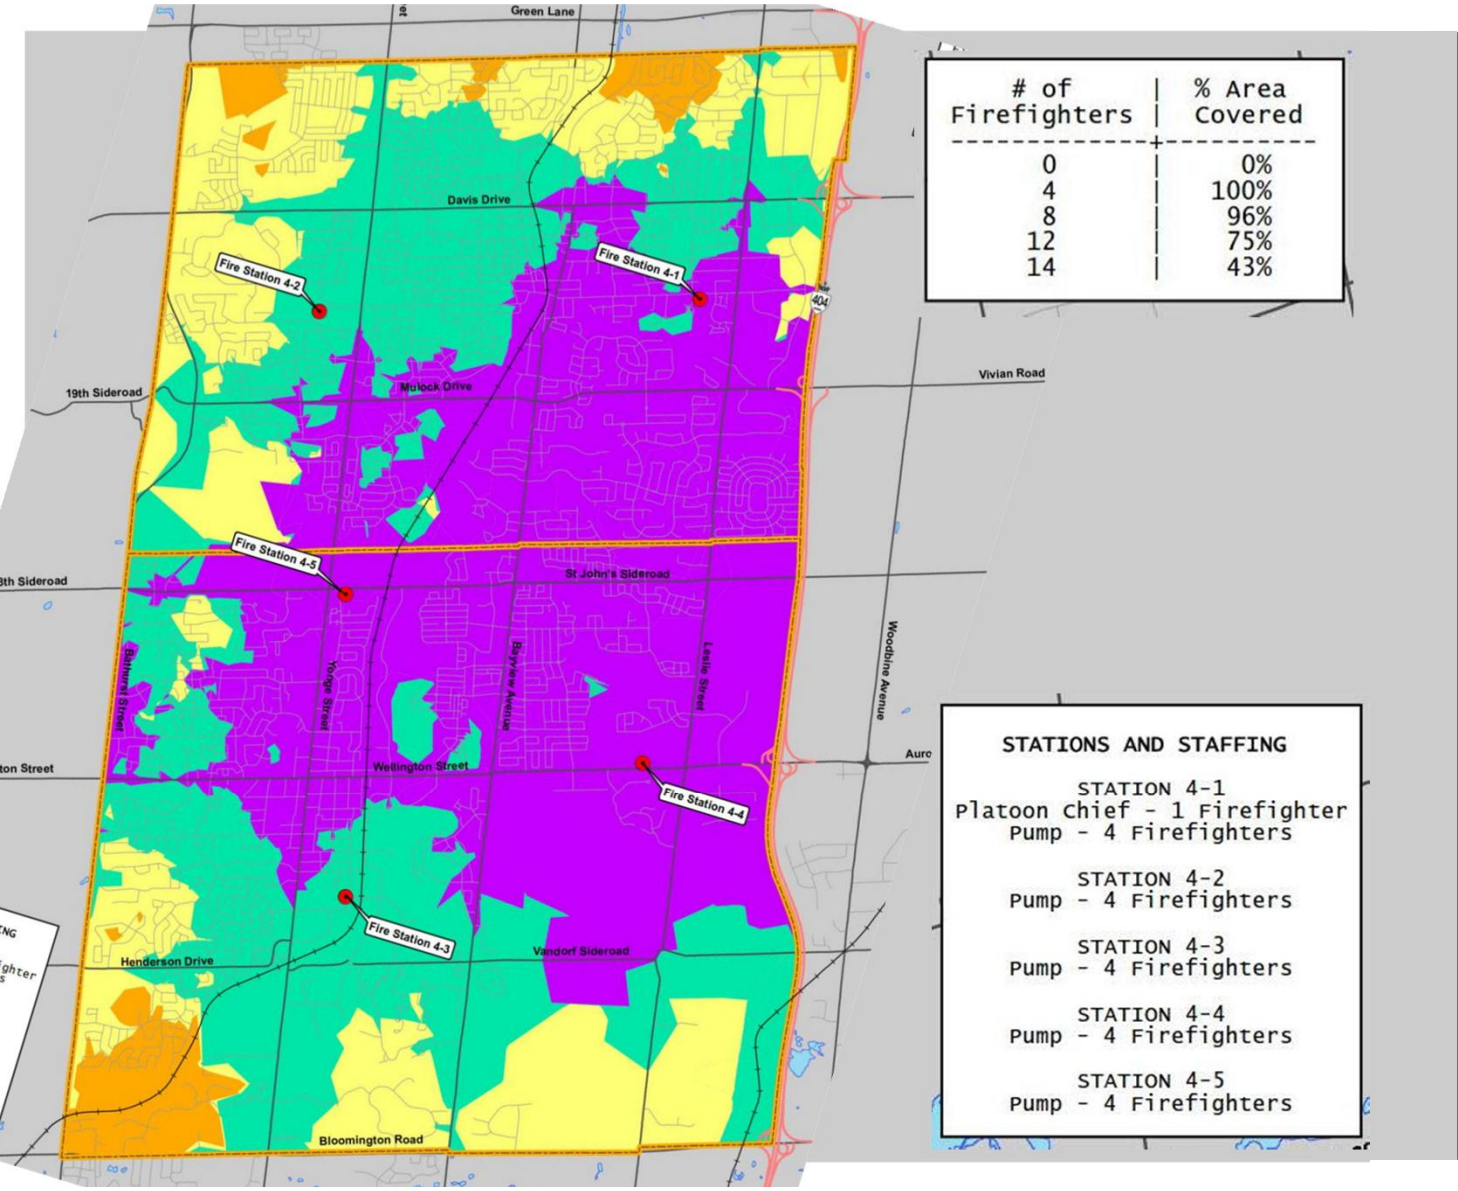 Green Lane
# of | % Area
Firefighters | Covered
------------------+-------------
0 | 0%
4 | 100%
8 | 96%
12 | 75%
14 | 43%
Davis Drive
Fire Station 4-2
Fire Station 4-1
404
Vivian Road
19th Sideroad
Mulock Drive
Fire Station 4-5
St John's Sideroad
8th Sideroad
Bathurst Street
Yonge Street
Bayview Avenue
Leslie Street
Woodbine Avenue
ton Street
Wellington Street
Auro
Fire Station 4-4
Fire Station 4-3
Henderson Drive
Vandorf Sideroad
Bloomington Road
STATIONS AND STAFFING
STATION 4-1
Platoon Chief - 1 Firefighter
Pump - 4 Firefighters
STATION 4-2
Pump - 4 Firefighters
STATION 4-3
Pump - 4 Firefighters
STATION 4-4
Pump - 4 Firefighters
STATION 4-5
Pump - 4 Firefighters